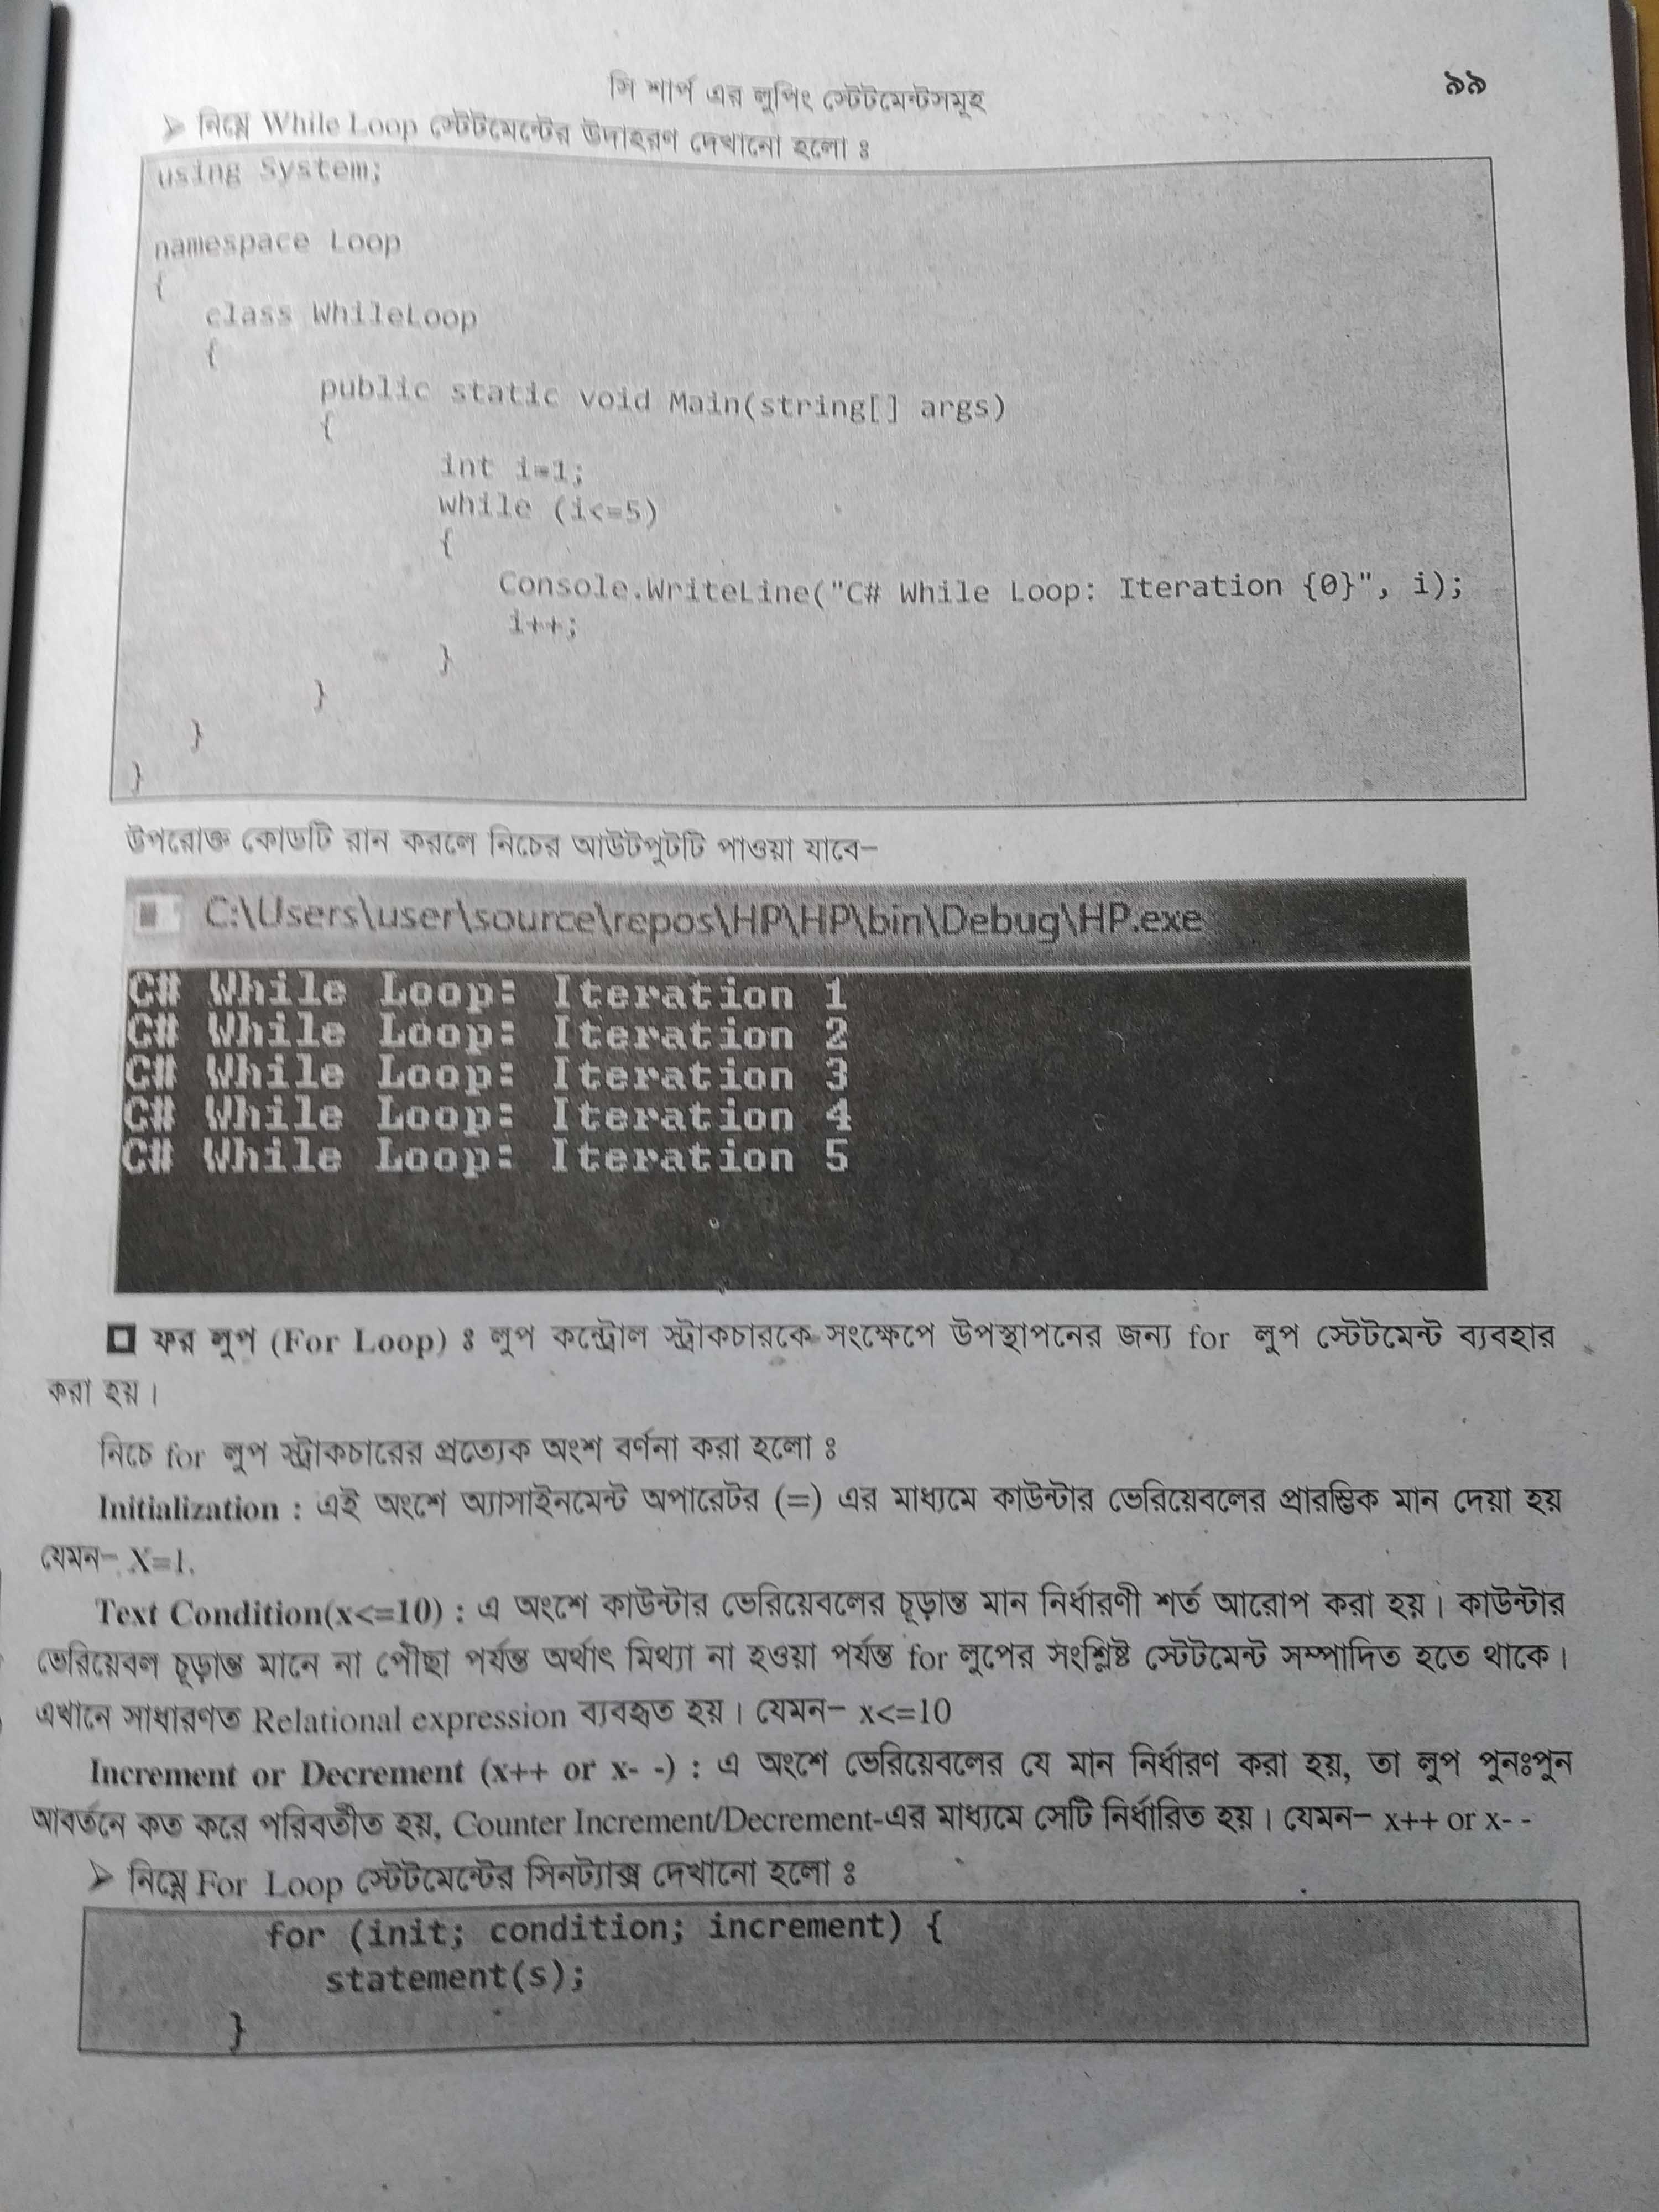 সি শার্প এর লুপিং স্টেটমেন্টসমূহ
৯৯
➤ নিম্নে While Loop স্টেটমেন্টের উদাহরণ দেখানো হলো ঃ
using System;
namespace Loop
{
class WhileLoop
{
public static void Main(string[] args)
{
int i=1;
while (i<=5)
{
Console.WriteLine("C# While Loop: Iteration {0}", i);
i++;
}
}
}
}
উপরোক্ত কোডটি রান করলে নিচের আউটপুটটি পাওয়া যাবে−
C:\Users\user\source\repos\HP\HP\bin\Debug\HP.exe
C# While Loop: Iteration 1
C# While Loop: Iteration 2
C# While Loop: Iteration 3
C# While Loop: Iteration 4
C# While Loop: Iteration 5
ফর লুপ (For Loop) ঃ লুপ কন্ট্রোল স্ট্রাকচারকে সংক্ষেপে উপস্থাপনের জন্য for লুপ স্টেটমেন্ট ব্যবহার
করা হয়।
নিচে for লুপ স্ট্রাকচারের প্রত্যেক অংশ বর্ণনা করা হলো ঃ
Initialization : এই অংশে অ্যাসাইনমেন্ট অপারেটর (=) এর মাধ্যমে কাউন্টার ভেরিয়েবলের প্রারম্ভিক মান দেয়া হয়
যেমন− X=1.
Text Condition(x<=10) : এ অংশে কাউন্টার ভেরিয়েবলের চূড়ান্ত মান নির্ধারণী শর্ত আরোপ করা হয়। কাউন্টার
ভেরিয়েবল চূড়ান্ত মানে না পৌঁছা পর্যন্ত অর্থাৎ মিথ্যা না হওয়া পর্যন্ত for লুপের সংশ্লিষ্ট স্টেটমেন্ট সম্পাদিত হতে থাকে।
এখানে সাধারণত Relational expression ব্যবহৃত হয়। যেমন− x<=10
Increment or Decrement (x++ or x- -) : এ অংশে ভেরিয়েবলের যে মান নির্ধারণ করা হয়, তা লুপ পুনঃপুন
আবর্তনে কত করে পরিবর্তীত হয়, Counter Increment/Decrement-এর মাধ্যমে সেটি নির্ধারিত হয়। যেমন− x++ or x- -
➤ নিম্নে For Loop স্টেটমেন্টের সিনট্যাক্স দেখানো হলো ঃ
for (init; condition; increment) {
statement(s);
}